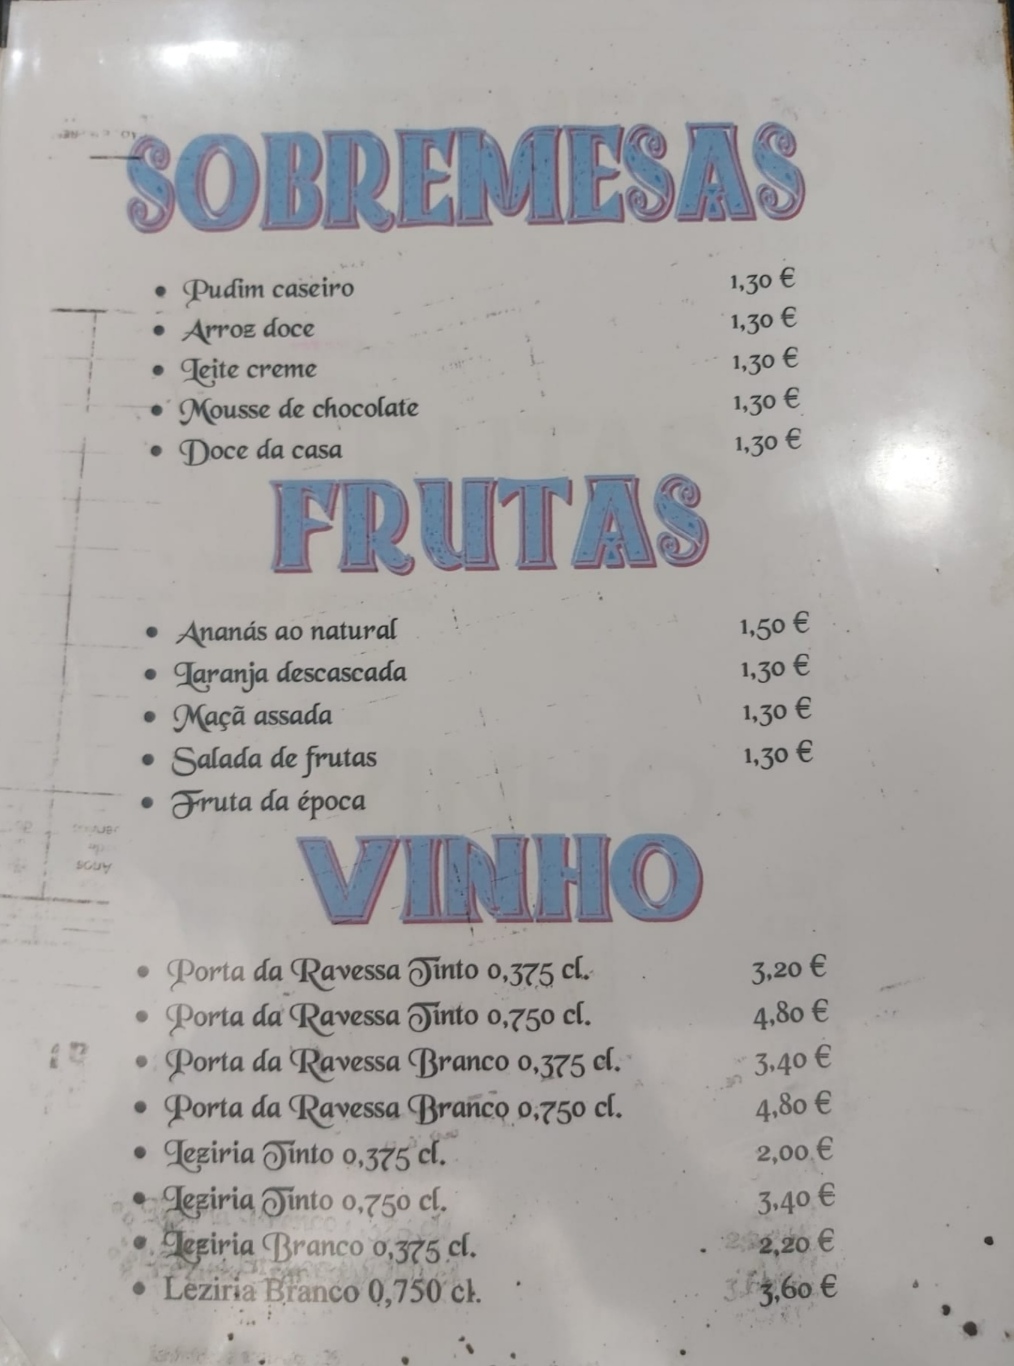 SOBREMESAS
• Pudim caseiro 1,30 €
• Arroz doce 1,30 €
• Leite creme 1,30 €
• Mousse de chocolate 1,30 €
• Doce da casa 1,30 €
FRUTAS
• Ananás ao natural 1,50 €
• Laranja descascada 1,30 €
• Maçã assada 1,30 €
• Salada de frutas 1,30 €
• Fruta da época
VINHO
• Porta da Ravessa Tinto 0,375 cl. 3,20 €
• Porta da Ravessa Tinto 0,750 cl. 4,80 €
• Porta da Ravessa Branco 0,375 cl. 3,40 €
• Porta da Ravessa Branco 0,750 cl. 4,80 €
• Leziria Tinto 0,375 cl. 2,00 €
• Leziria Tinto 0,750 cl. 3,40 €
• Leziria Branco 0,375 cl. 2,20 €
• Leziria Branco 0,750 cl. 3,60 €